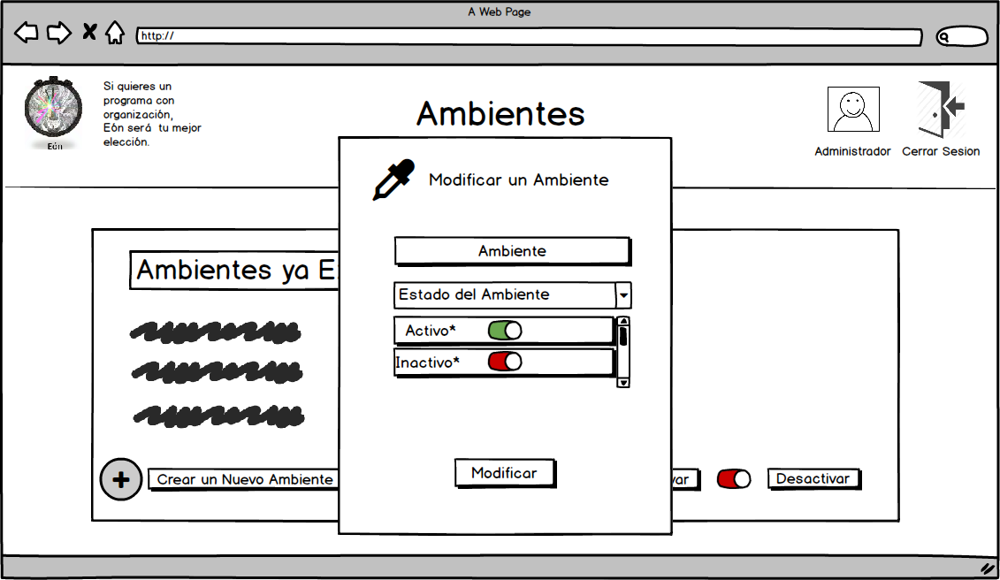 A Web Page
http://
Si quieres un
programa con
organización,
Eón será tu mejor
elección.
Eón
Ambientes
Administrador
Cerrar Sesion
Modificar un Ambiente
Ambiente
Estado del Ambiente
Activo*
Inactivo*
Modificar
Ambientes ya E
Crear un Nuevo Ambiente
var
Desactivar